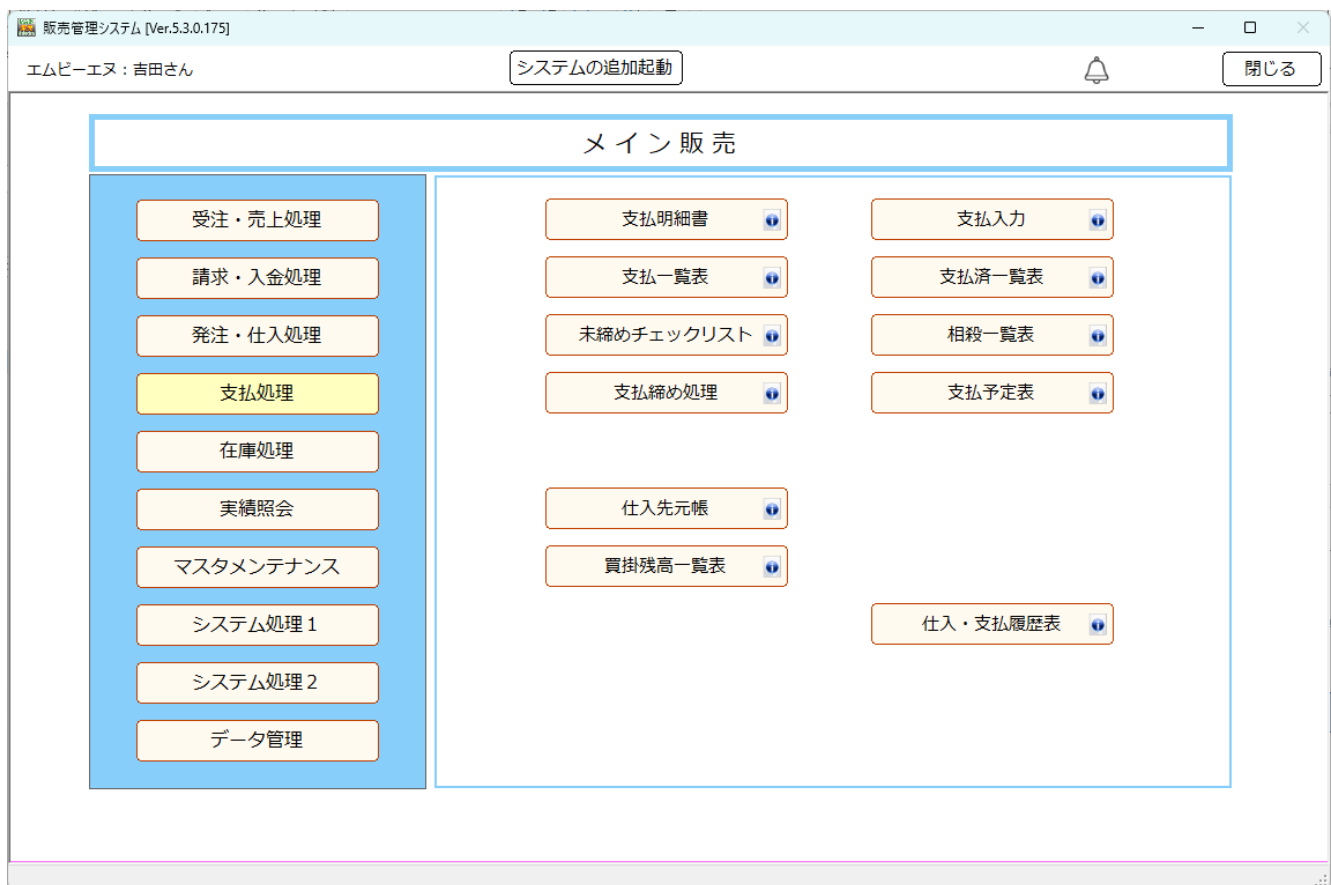 販売管理システム [Ver.5.3.0.175]
エムビーエヌ：吉田さん
システムの追加起動
閉じる
メイン販売
受注・売上処理
請求・入金処理
発注・仕入処理
支払処理
在庫処理
実績照会
マスタメンテナンス
システム処理１
システム処理２
データ管理
支払明細書
支払入力
支払一覧表
支払済一覧表
未締めチェックリスト
相殺一覧表
支払締め処理
支払予定表
仕入先元帳
買掛残高一覧表
仕入・支払履歴表